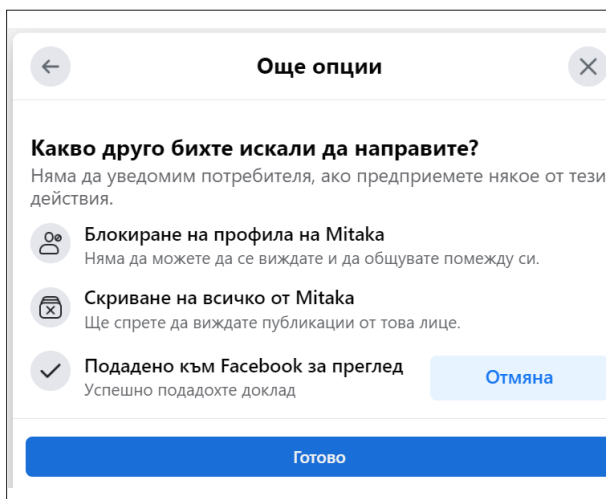 Още опции
Какво друго бихте искали да направите?
Няма да уведомим потребителя, ако предприемете някое от тези
действия.
Блокиране на профила на Mitaka
Няма да можете да се виждате и да общувате помежду си.
Скриване на всичко от Mitaka
Ще спрете да виждате публикации от това лице.
Подадено към Facebook за преглед
Успешно подадохте доклад
Отмяна
Готово